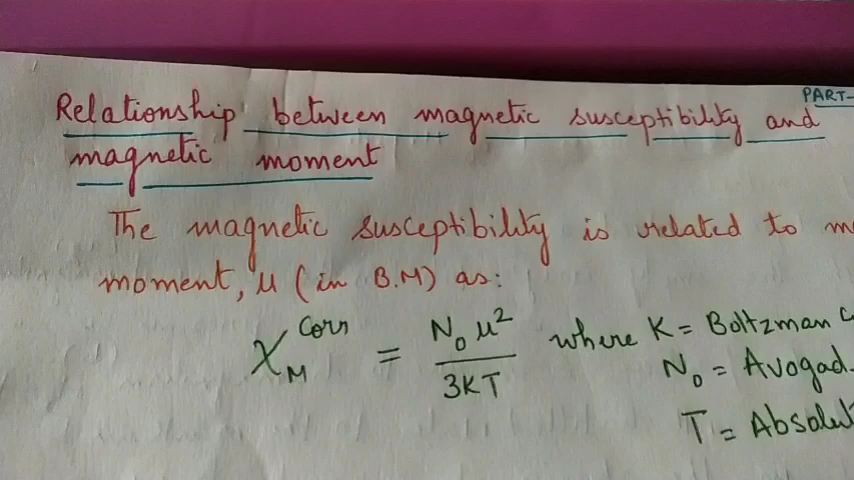 PART-
Relationship between magnetic susceptibility and
magnetic moment
The magnetic susceptibility is related to m
moment, μ (in B.M) as:
χ_M^Corr = N₀μ²/3KT where K = Boltzman C
N₀ = Avogad
T = Absolut